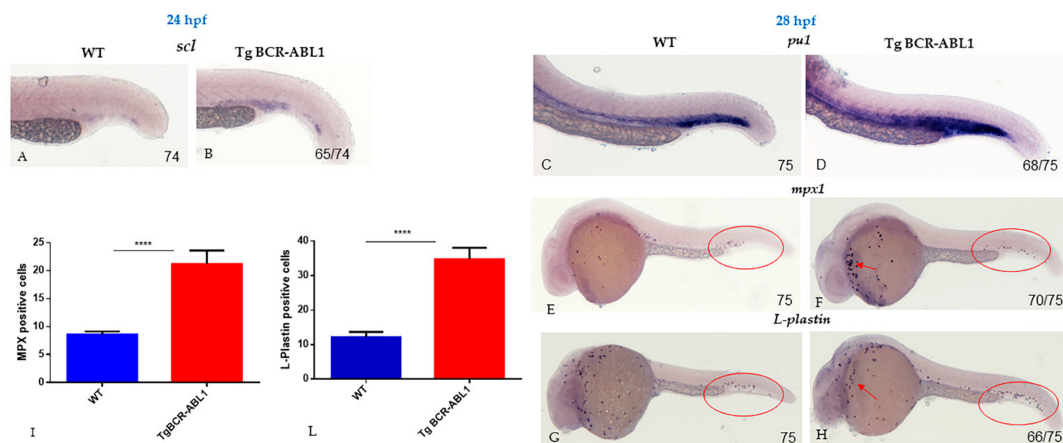 24 hpf
WT
scl
Tg BCR-ABL1
A
74
B
65/74
28 hpf
WT
pu1
Tg BCR-ABL1
C
75
D
68/75
mpx1
E
75
F
70/75
L-plastin
G
75
H
66/75
MPX positive cells
25
20
15
10
5
0
****
WT
TgBCR-ABL1
I
L-Plastin positive cells
40
30
20
10
0
****
WT
Tg BCR-ABL1
L